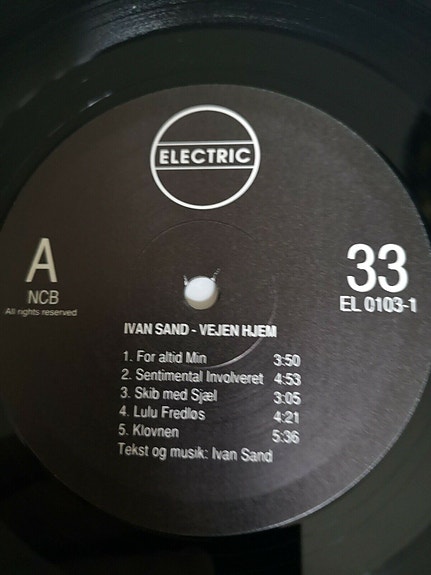 ELECTRIC
A
NCB
All rights reserved
33
EL 0103-1
IVAN SAND - VEJEN HJEM
1. For altid Min 3:50
2. Sentimental Involveret 4:53
3. Skib med Sjæl 3:05
4. Lulu Fredløs 4:21
5. Klovnen 5:36
Tekst og musik: Ivan Sand